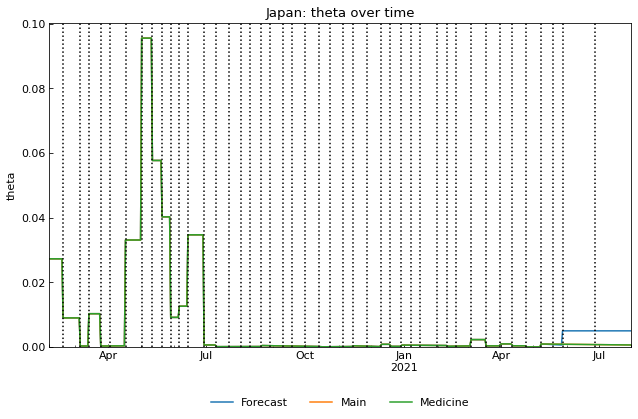 Japan: theta over time
0.10
0.08
0.06
0.04
0.02
0.00
theta
Apr Jul Oct Jan Apr Jul
2021
Forecast Main Medicine